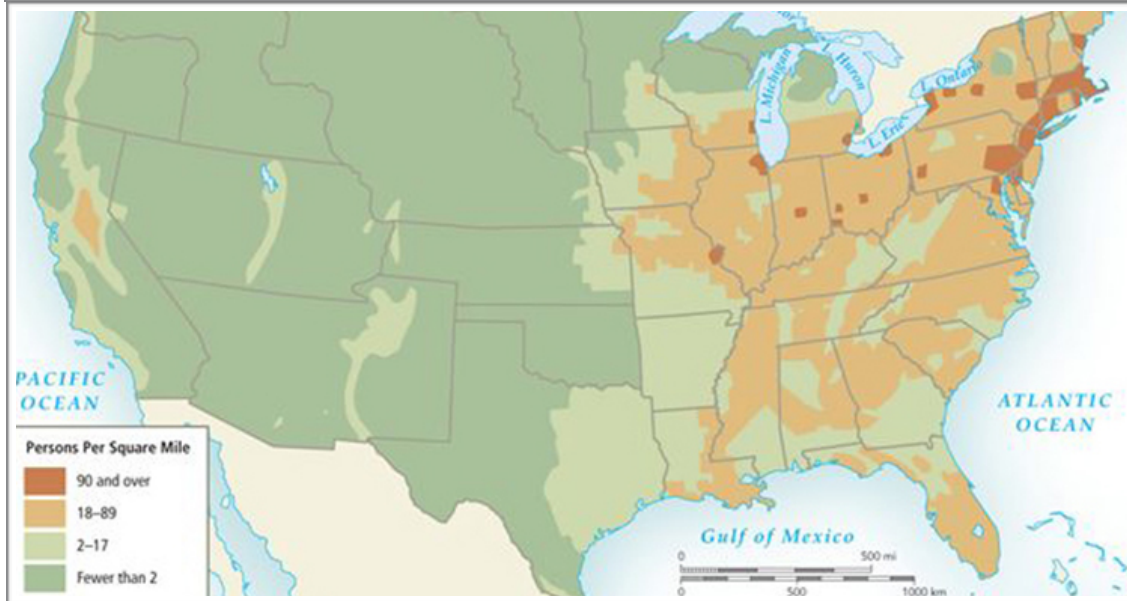 L. Michigan
L. Huron
L. Ontario
L. Erie
PACIFIC
OCEAN
ATLANTIC
OCEAN
Gulf of Mexico
Persons Per Square Mile
90 and over
18–89
2–17
Fewer than 2
0 500 mi
0 500 1000 km